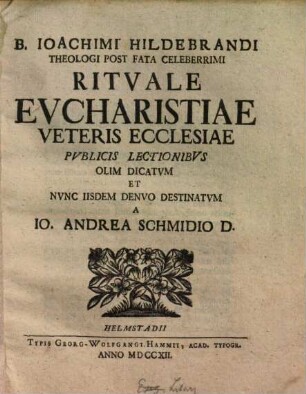 B. IOACHIMI HILDEBRANDI
THEOLOGI POST FATA CELEBERRIMI
RITVALE
EVCHARISTIAE
VETERIS ECCLESIAE
PVBLICIS LECTIONIBVS
OLIM DICATVM
ET
NVNC IISDEM DENVO DESTINATVM
A
IO. ANDREA SCHMIDIO D.
HELMSTADII
TYPIS GEORG-WOLFGANGI HAMMII, ACAD. TYPOGR.
ANNO MDCCXII.